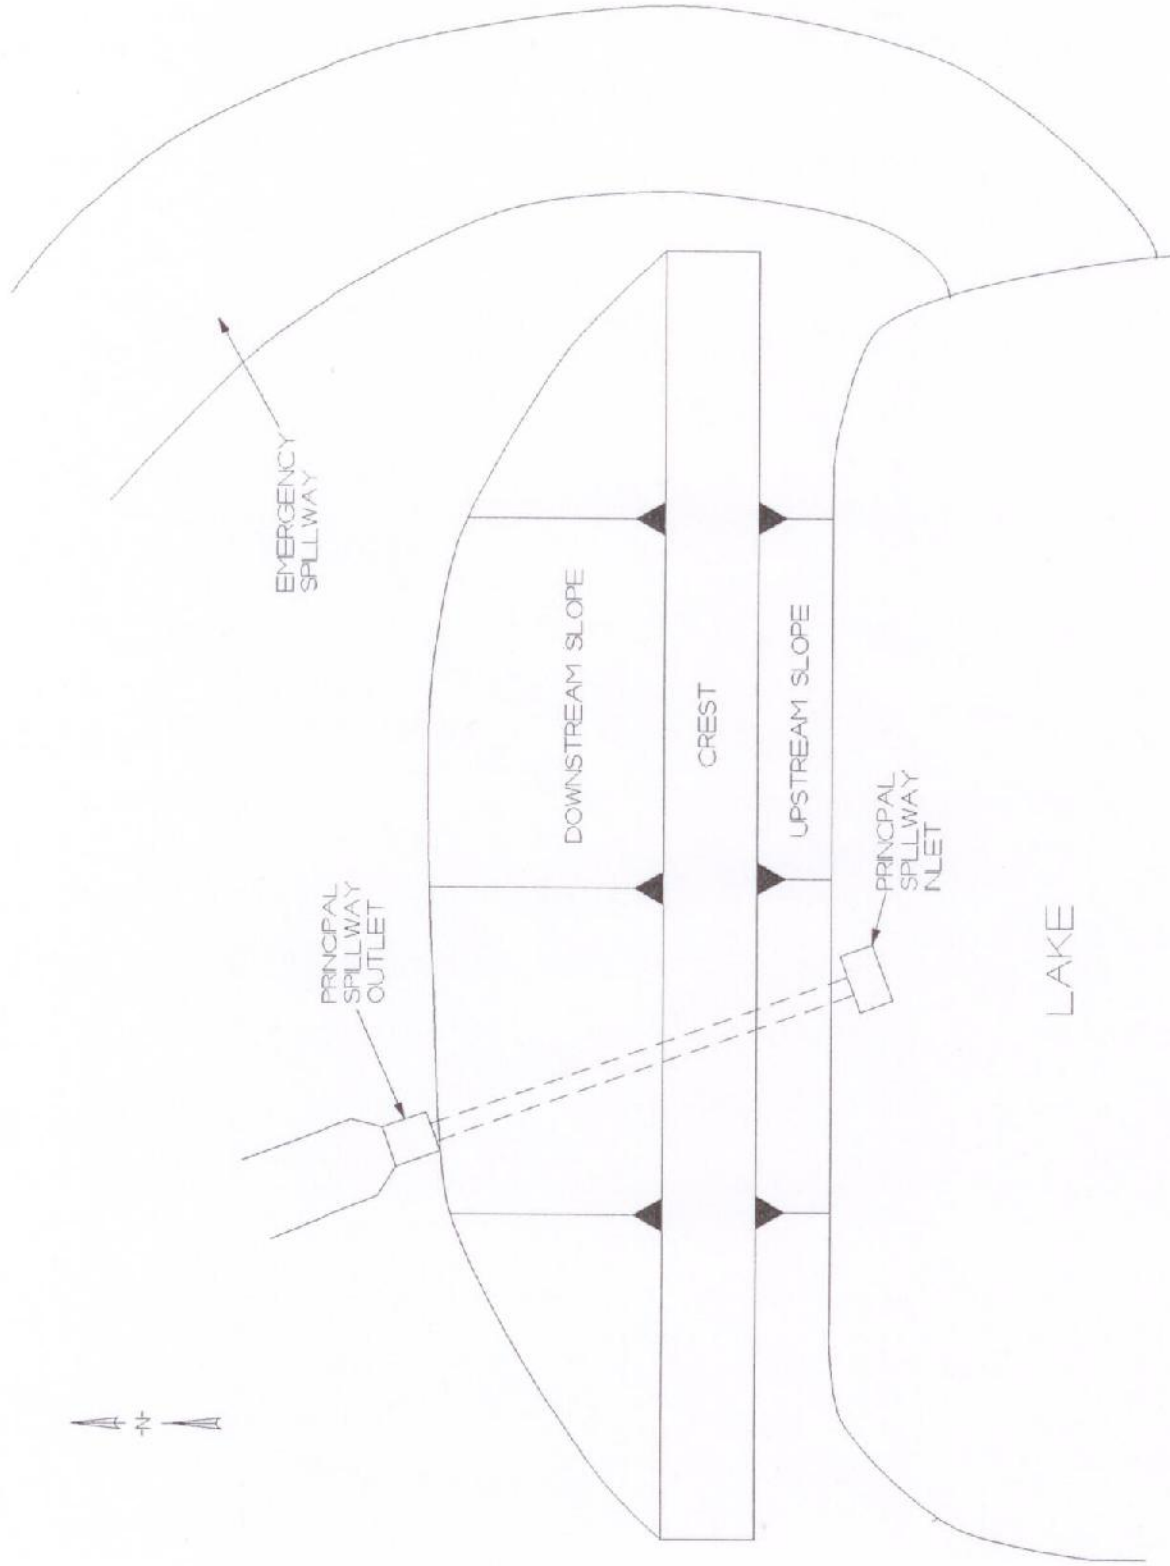 N
EMERGENCY
SPILLWAY
PRINCIPAL
SPILLWAY
OUTLET
DOWNSTREAM SLOPE
CREST
UPSTREAM SLOPE
PRINCIPAL
SPILLWAY
INLET
LAKE